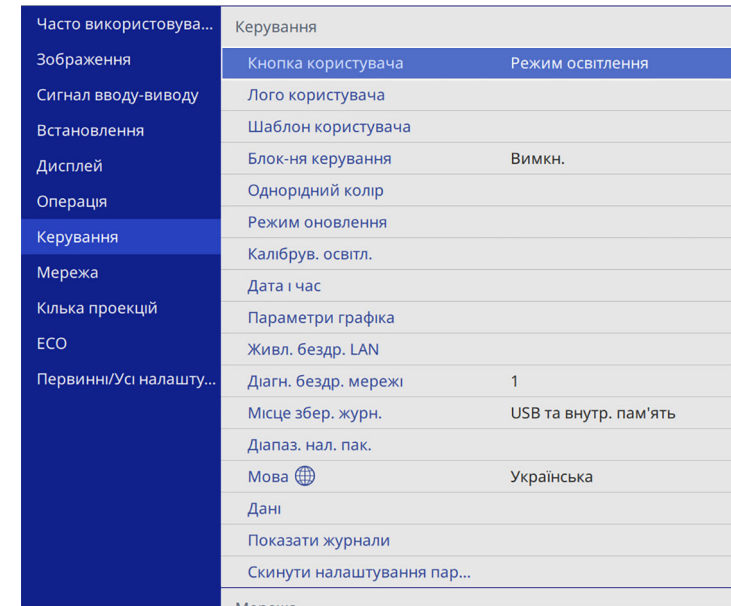 Часто використовува...
Зображення
Сигнал вводу-виводу
Встановлення
Дисплей
Операція
Керування
Мережа
Кілька проекцій
ECO
Первинні/Усі налашту...
Керування
Кнопка користувача Режим освітлення
Лого користувача
Шаблон користувача
Блок-ня керування Вимкн.
Однорідний колір
Режим оновлення
Калібрув. освітл.
Дата і час
Параметри графіка
Живл. бездр. LAN
Діагн. бездр. мережі 1
Місце збер. журн. USB та внутр. пам'ять
Діапаз. нал. пак.
Мова Українська
Дані
Показати журнали
Скинути налаштування пар...